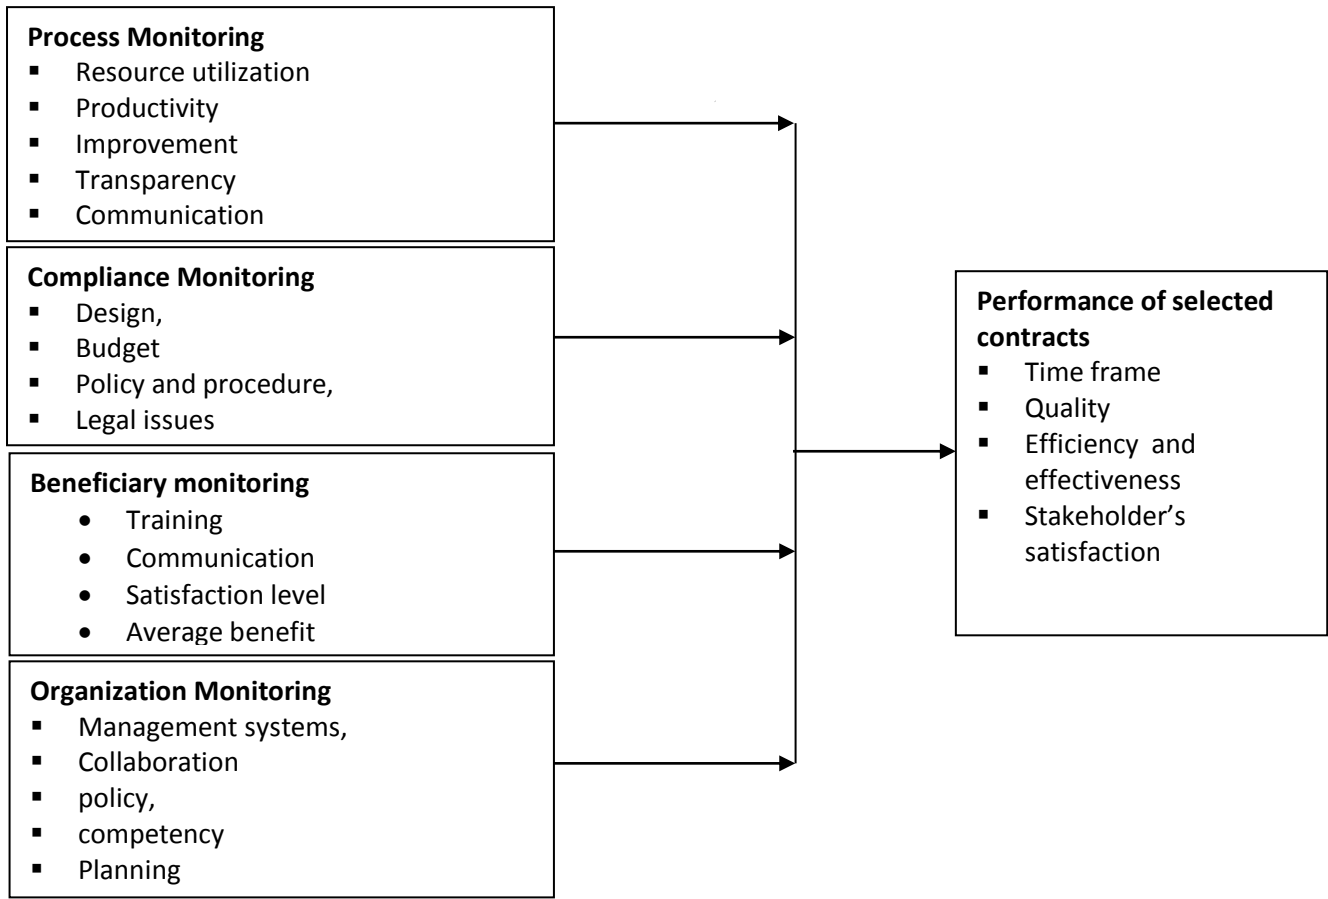 Process Monitoring
▪ Resource utilization
▪ Productivity
▪ Improvement
▪ Transparency
▪ Communication
Compliance Monitoring
▪ Design,
▪ Budget
▪ Policy and procedure,
▪ Legal issues
Beneficiary monitoring
• Training
• Communication
• Satisfaction level
• Average benefit
Organization Monitoring
▪ Management systems,
▪ Collaboration
▪ policy,
▪ competency
▪ Planning
Performance of selected
contracts
▪ Time frame
▪ Quality
▪ Efficiency and
effectiveness
▪ Stakeholder’s
satisfaction